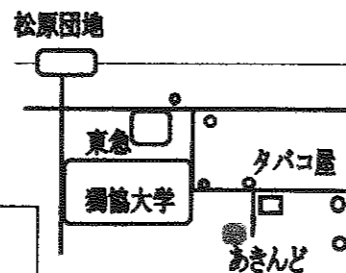 松原団地
東急
タバコ屋
獨協大学
あきんど